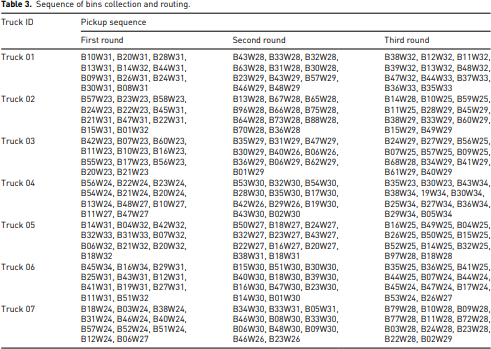 Table 3. Sequence of bins collection and routing.
Truck ID Pickup sequence
First round Second round Third round
Truck 01 B10W31, B20W31, B28W31, B43W28, B33W28, B32W28, B38W32, B12W32, B11W32,
B13W31, B14W32, B44W31, B63W28, B31W28, B30W28, B39W32, B13W32, B48W32,
B09W31, B26W31, B24W31, B23W29, B43W29, B57W29, B47W32, B44W33, B37W33,
B30W31, B08W31 B46W29, B48W29 B36W33, B35W33
Truck 02 B57W23, B23W23, B58W23, B13W28, B67W28, B65W28, B14W28, B10W25, B59W25,
B24W23, B22W23, B45W31, B96W28, B66W28, B75W28, B11W25, B28W29, B45W29,
B21W31, B47W31, B22W31, B64W28, B73W28, B88W28, B38W29, B33W29, B60W29,
B15W31, B01W32 B70W28, B36W28 B15W29, B49W29
Truck 03 B42W23, B07W23, B60W23, B35W29, B31W29, B47W29, B24W29, B27W29, B56W25,
B11W23, B10W23, B16W23, B30W29, B40W26, B06W26, B07W25, B57W25, B09W25,
B55W23, B17W23, B56W23, B36W29, B06W29, B62W29, B68W28, B34W29, B41W29,
B20W23, B21W23 B01W29 B61W29, B40W29
Truck 04 B56W24, B22W24, B23W24, B53W30, B32W30, B54W30, B35W23, B30W23, B43W34,
B54W24, B21W24, B20W24, B28W30, B35W30, B17W30, B38W34, 19W34, B30W34,
B13W24, B48W27, B10W27, B42W26, B29W26, B19W30, B25W34, B27W34, B36W34,
B11W27, B47W27 B43W30, B02W30 B29W34, B05W34
Truck 05 B14W31, B04W32, B42W32, B50W27, B18W27, B24W27, B16W25, B49W25, B04W25,
B32W33, B31W33, B07W32, B32W27, B23W27, B43W27, B26W25, B50W25, B15W25,
B06W32, B21W32, B20W32, B22W27, B16W27, B20W27, B52W25, B14W25, B32W25,
B18W32 B38W31, B18W31 B97W28, B18W28
Truck 06 B45W34, B16W34, B29W31, B15W30, B51W30, B30W30, B35W25, B36W25, B41W25,
B25W31, B43W31, B12W31, B40W30, B18W30, B39W30, B44W25, B07W24, B44W24,
B41W31, B19W31, B27W31, B16W30, B47W30, B23W30, B45W24, B47W24, B17W24,
B11W31, B51W32 B14W30, B01W30 B53W24, B26W27
Truck 07 B18W24, B03W24, B38W24, B34W30, B33W31, B05W31, B79W28, B10W28, B09W28,
B31W24, B46W24, B40W24, B46W30, B08W30, B33W30, B77W28, B11W28, B72W28,
B57W24, B52W24, B51W24, B06W30, B48W30, B09W30, B03W28, B24W28, B23W28,
B12W24, B06W27 B46W26, B23W26 B22W28, B02W29